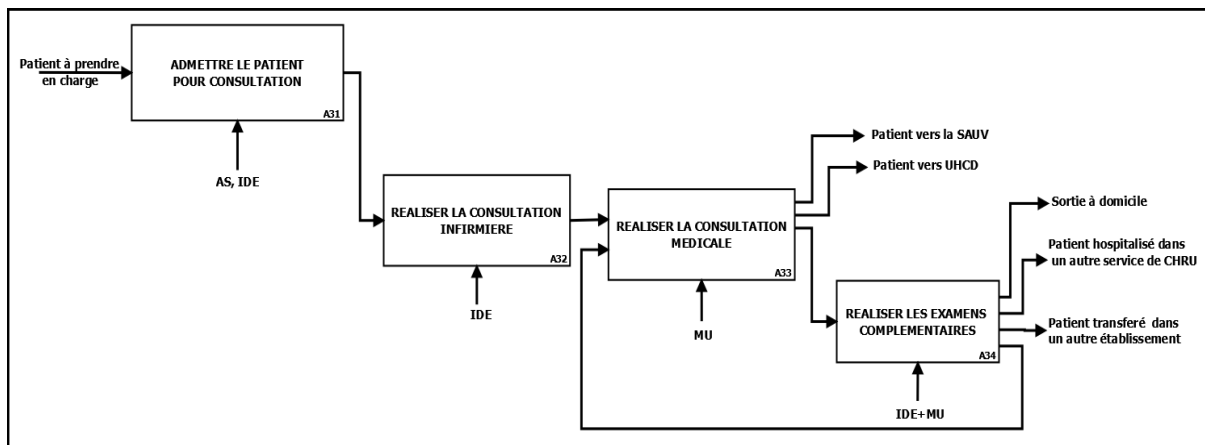 Patient à prendre
en charge
ADMETTRE LE PATIENT
POUR CONSULTATION
A31
AS, IDE
REALISER LA CONSULTATION
INFIRMIERE
A32
IDE
REALISER LA CONSULTATION
MEDICALE
A33
MU
Patient vers la SAUV
Patient vers UHCD
REALISER LES EXAMENS
COMPLEMENTAIRES
A34
IDE+MU
Sortie à domicile
Patient hospitalisé dans
un autre service de CHRU
Patient transferé dans
un autre établissement